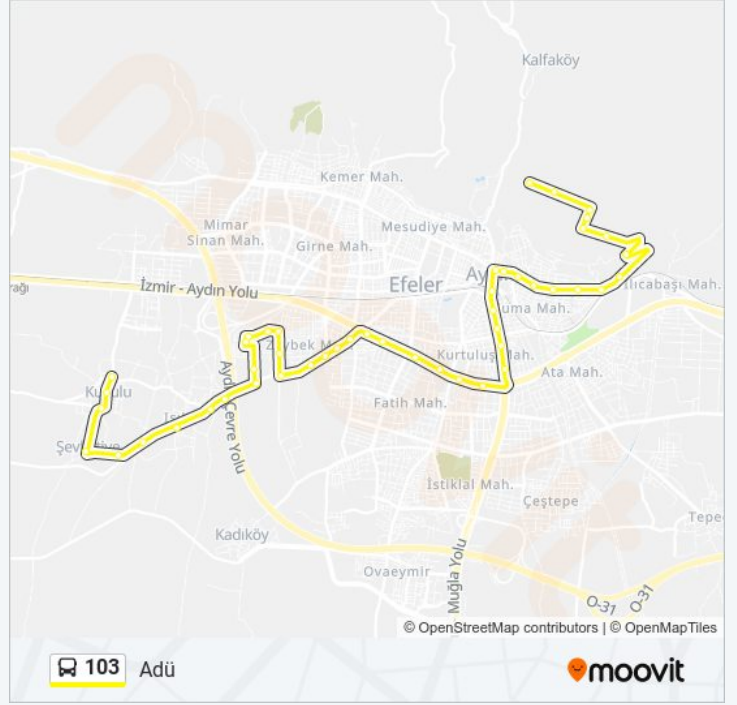 Kalfaköy
Kemer Mah.
Mimar
Sinan Mah.
Mesudiye Mah.
Girne Mah.
Efeler
Ay
Ilıcabaşı Mah.
İzmir - Aydın Yolu
Zeybek Mah.
Kurtuluş Mah.
Ata Mah.
Fatih Mah.
Aydın Çevre Yolu
İstiklal Mah.
Çeştepe
Tepe
Kadıköy
Ovaeymir
Muğla Yolu
O-31
O-31
© OpenStreetMap contributors | © OpenMapTiles
103 Adü
moovit